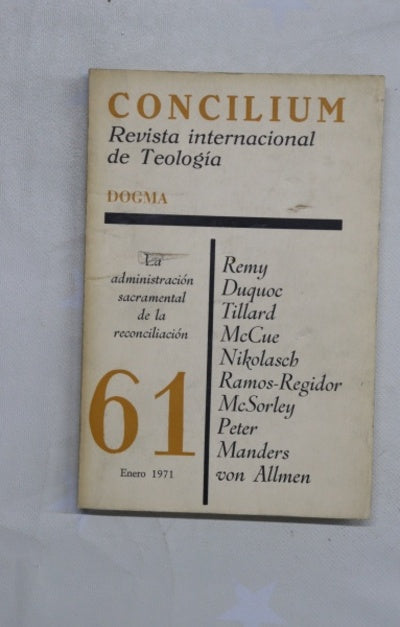 CONCILIUM
Revista internacional
de Teología
DOGMA
La
administración
sacramental
de la
reconciliación
61
Enero 1971
Remy
Duquoc
Tillard
McCue
Nikolasch
Ramos-Regidor
McSorley
Peter
Manders
von Allmen